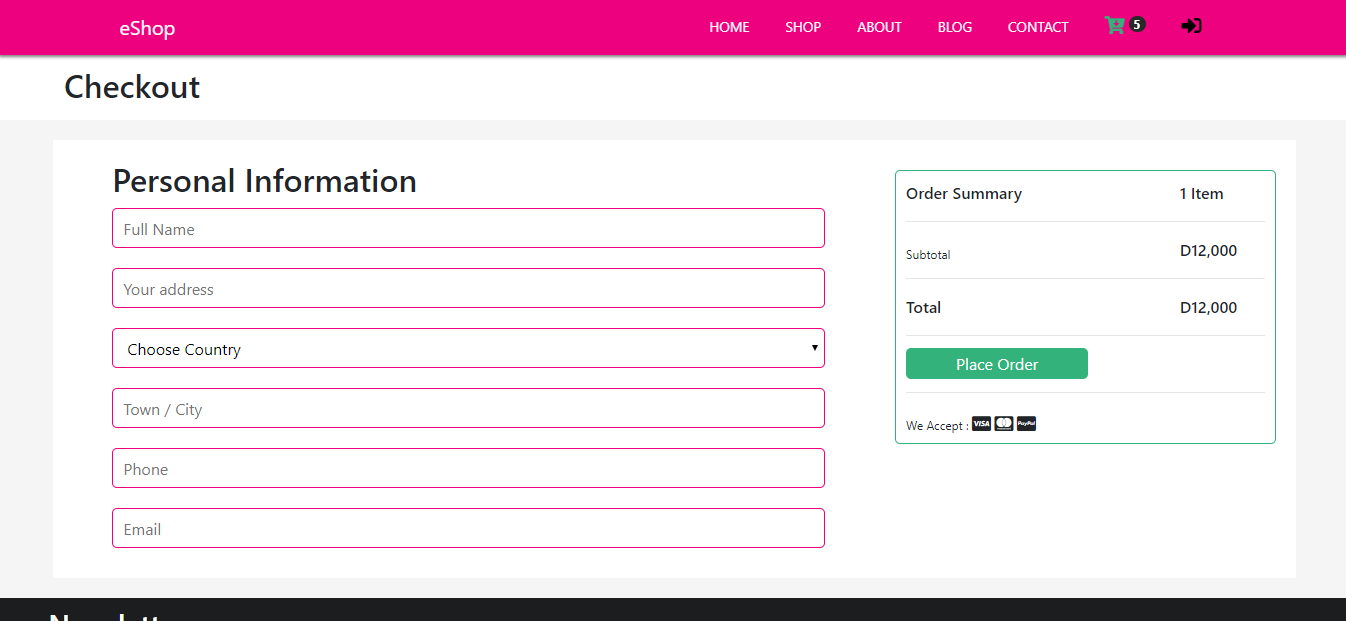 eShop
HOME SHOP ABOUT BLOG CONTACT 5
Checkout
Personal Information
Full Name
Your address
Choose Country
Town / City
Phone
Email
Order Summary 1 Item
Subtotal D12,000
Total D12,000
Place Order
We Accept : VISA PayPal